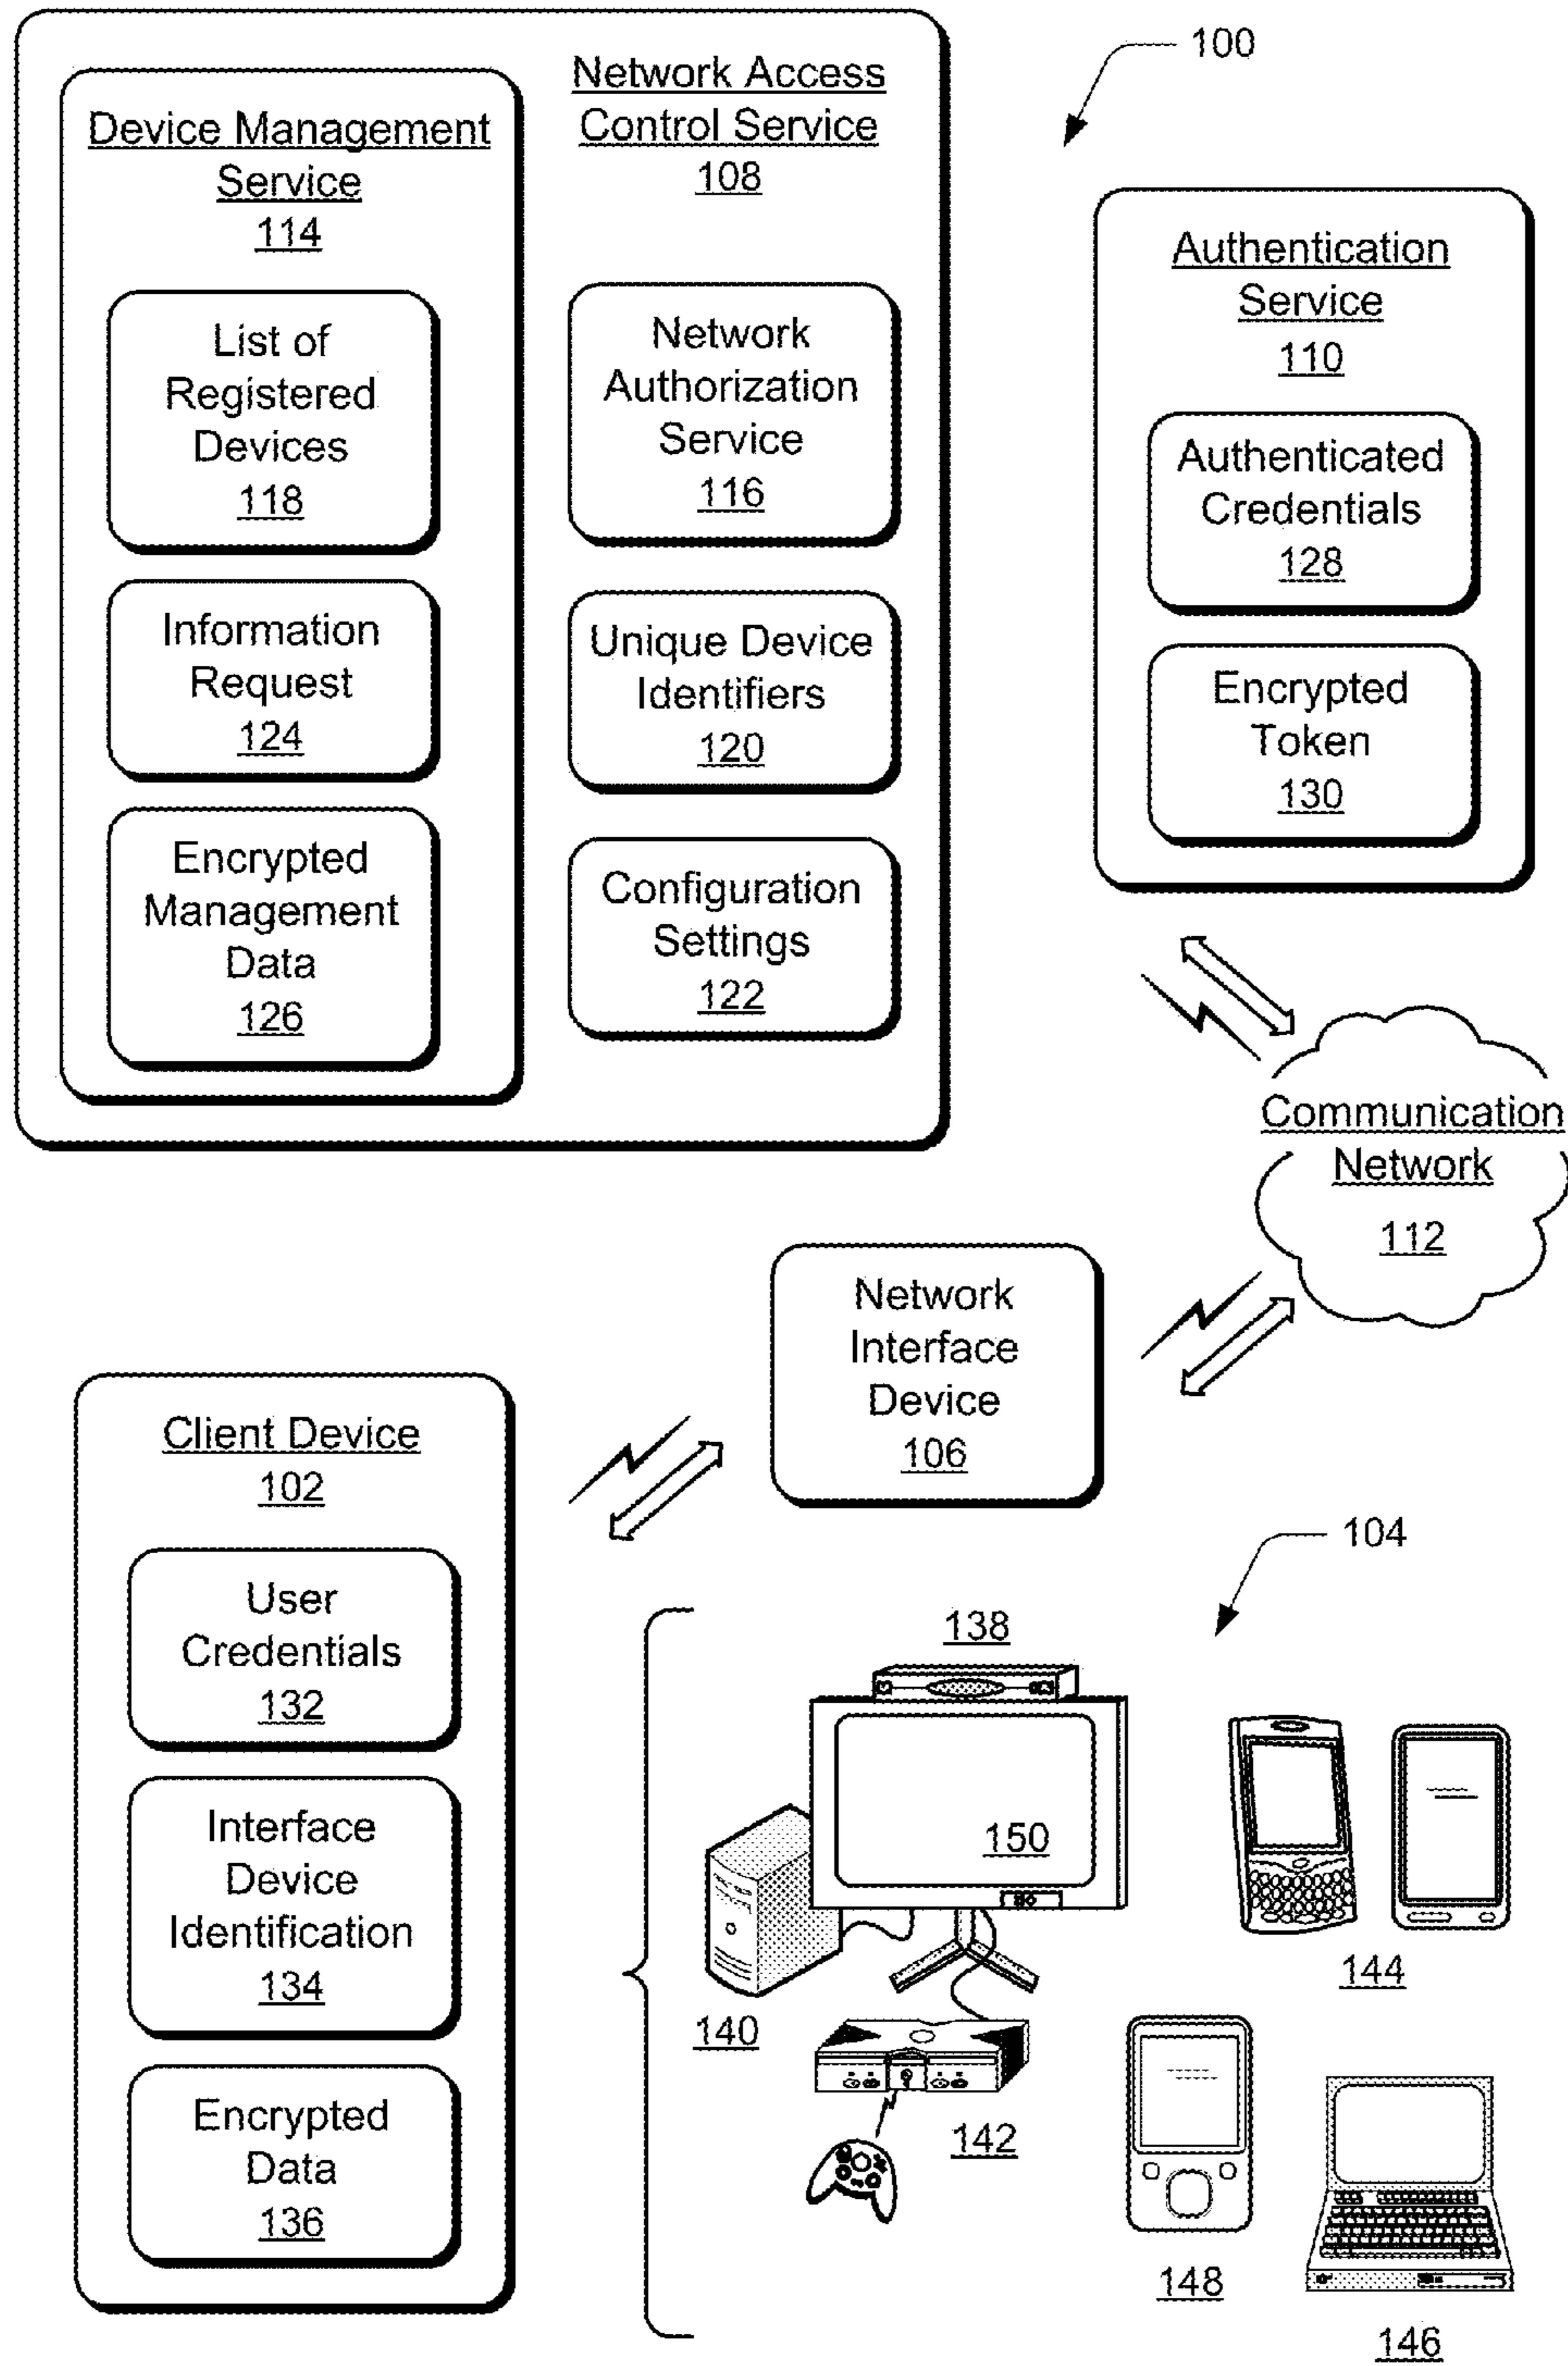 100
Network Access
Control Service
108
Device Management
Service
114
List of
Registered
Devices
118
Information
Request
124
Encrypted
Management
Data
126
Network
Authorization
Service
116
Unique Device
Identifiers
120
Configuration
Settings
122
Authentication
Service
110
Authenticated
Credentials
128
Encrypted
Token
130
Communication
Network
112
Network
Interface
Device
106
Client Device
102
User
Credentials
132
Interface
Device
Identification
134
Encrypted
Data
136
104
138
150
140
142
144
148
146